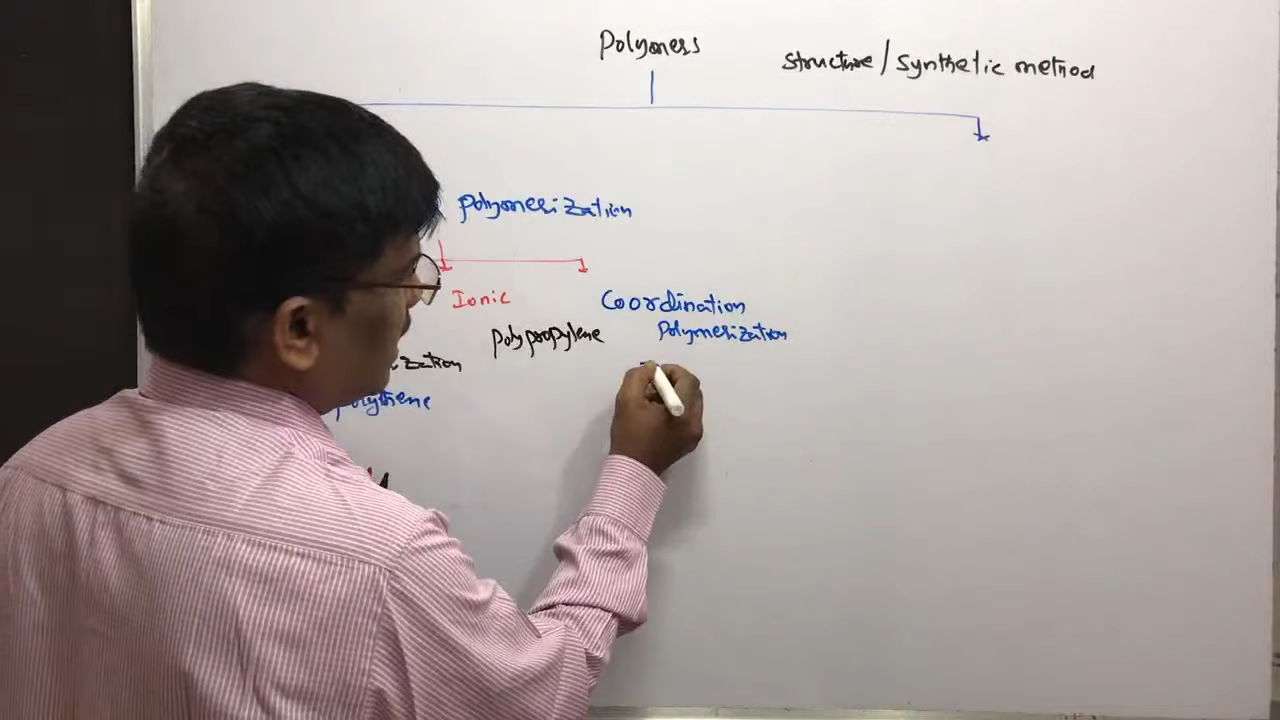 Polymers
structure / synthetic method
Polymerization
Ionic
Coordination
Polymerization
Polypropylene
zation
polythene